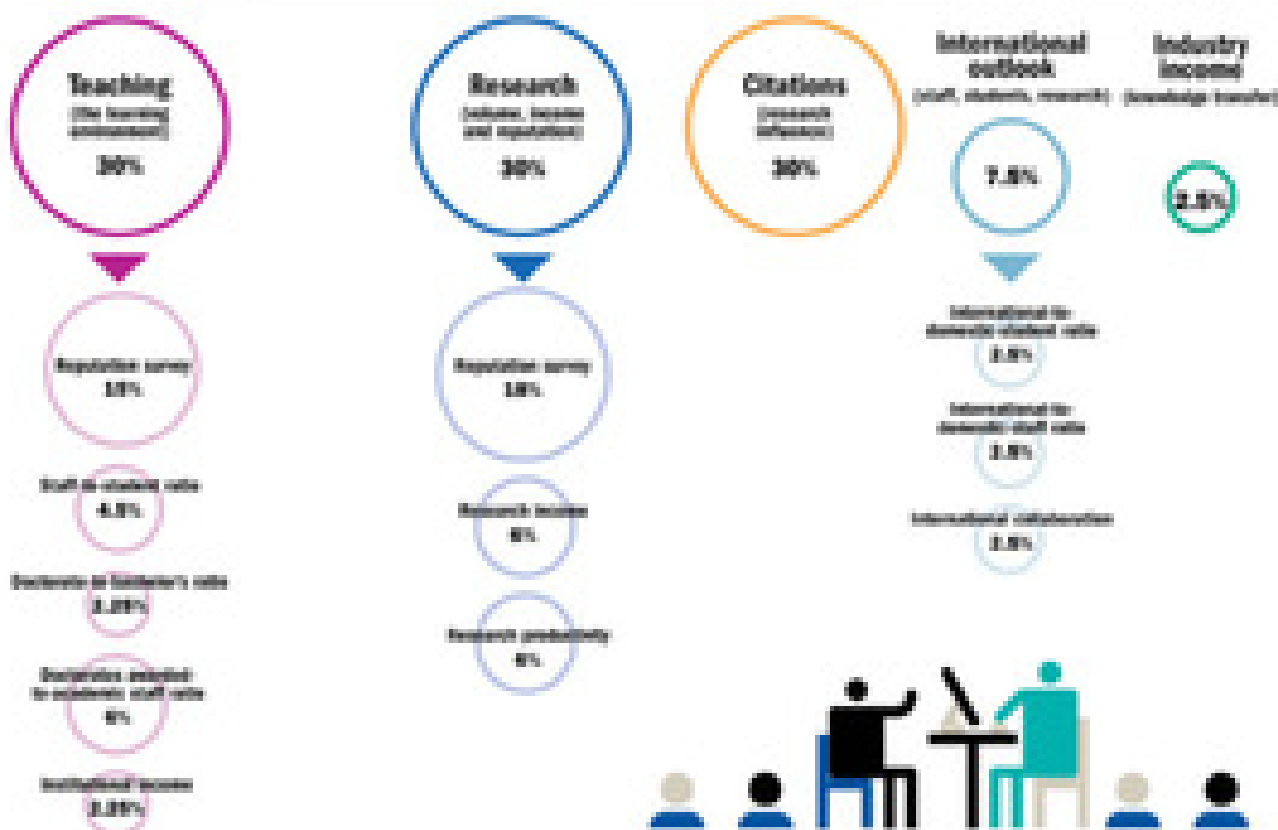 Teaching
(the learning
environment)
30%
Reputation survey
15%
Staff-to-student ratio
4.5%
Doctorate-to-bachelor's ratio
2.25%
Doctorates awarded
to academic staff ratio
6%
Institutional income
2.25%
Research
(volume, income
and reputation)
30%
Reputation survey
18%
Research income
6%
Research productivity
6%
Citations
(research
influence)
30%
International
outlook
(staff, students, research)
7.5%
International-to-
domestic-student ratio
2.5%
International-to-
domestic-staff ratio
2.5%
International collaboration
2.5%
Industry
income
(knowledge transfer)
2.5%